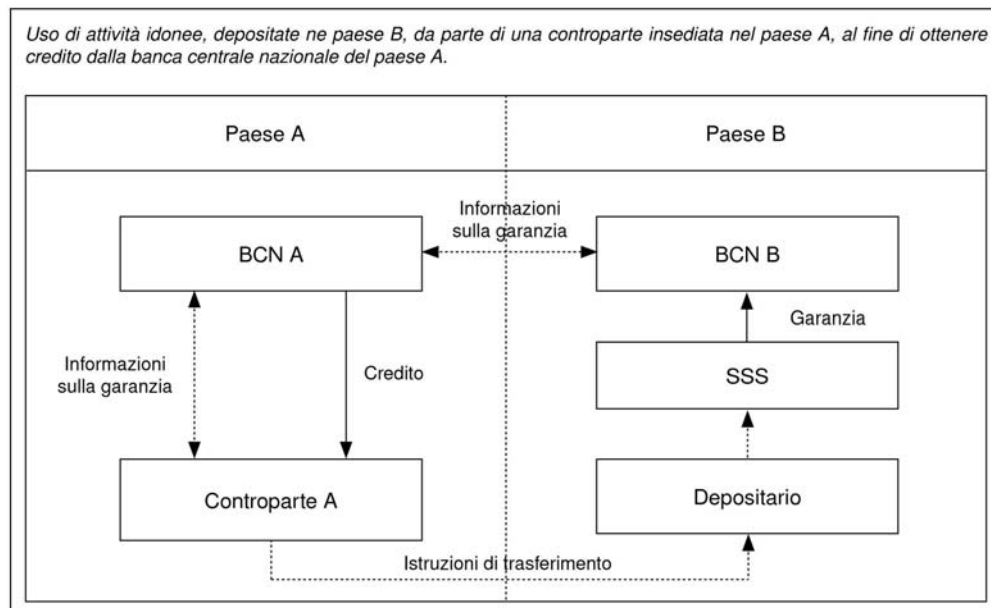 Uso di attività idonee, depositate ne paese B, da parte di una controparte insediata nel paese A, al fine di ottenere
credito dalla banca centrale nazionale del paese A.
Paese A
Paese B
Informazioni
sulla garanzia
BCN A
BCN B
Garanzia
Informazioni
sulla garanzia
Credito
SSS
Controparte A
Depositario
Istruzioni di trasferimento